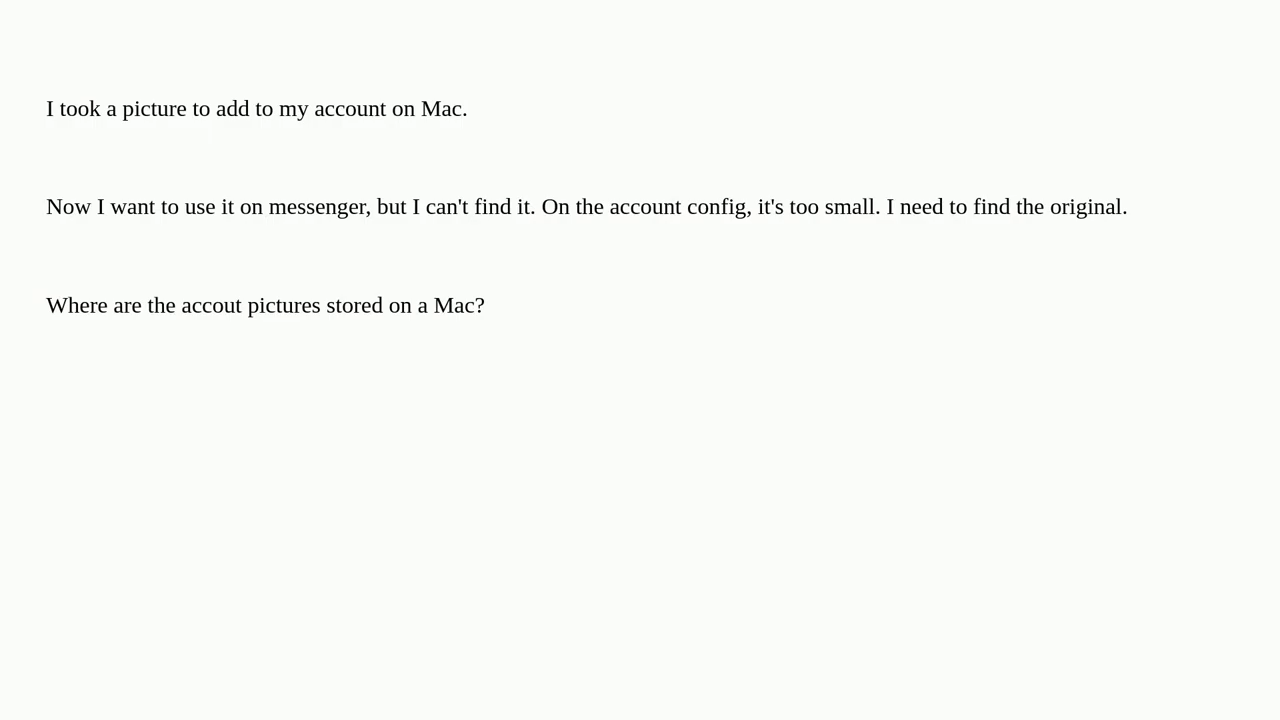 I took a picture to add to my account on Mac.
Now I want to use it on messenger, but I can't find it. On the account config, it's too small. I need to find the original.
Where are the accout pictures stored on a Mac?